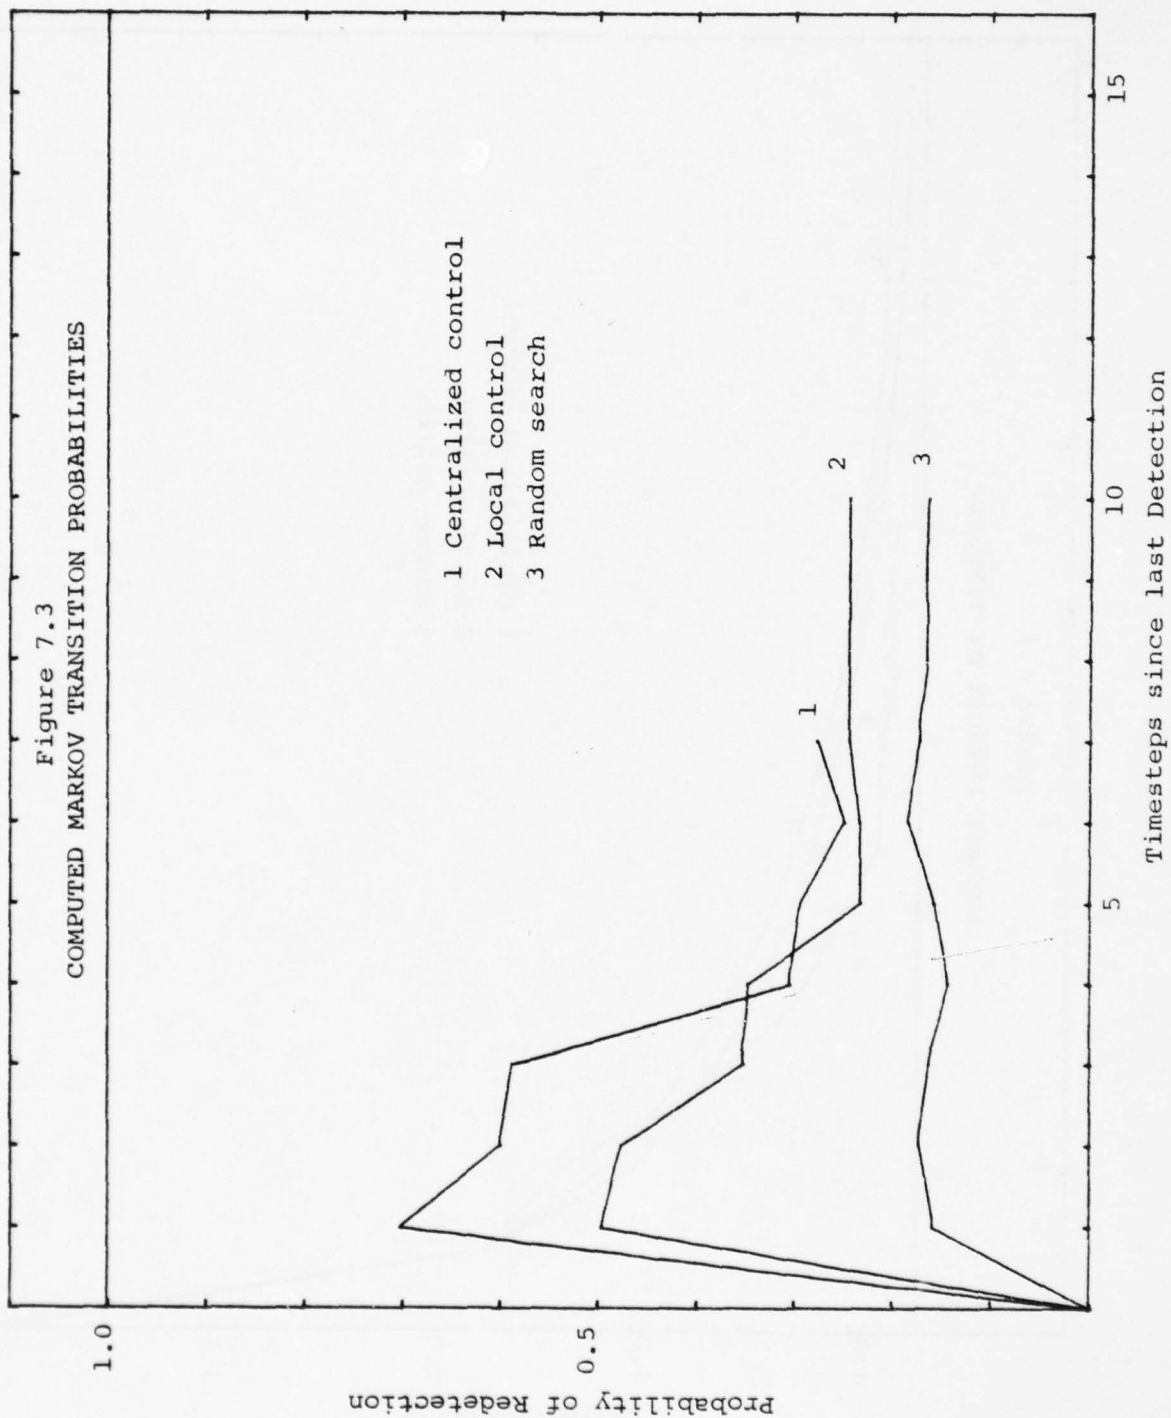 Figure 7.3
COMPUTED MARKOV TRANSITION PROBABILITIES
1.0
0.5
Probability of Redetection
1 Centralized control
2 Local control
3 Random search
1
2
3
5
10
15
Timesteps since last Detection